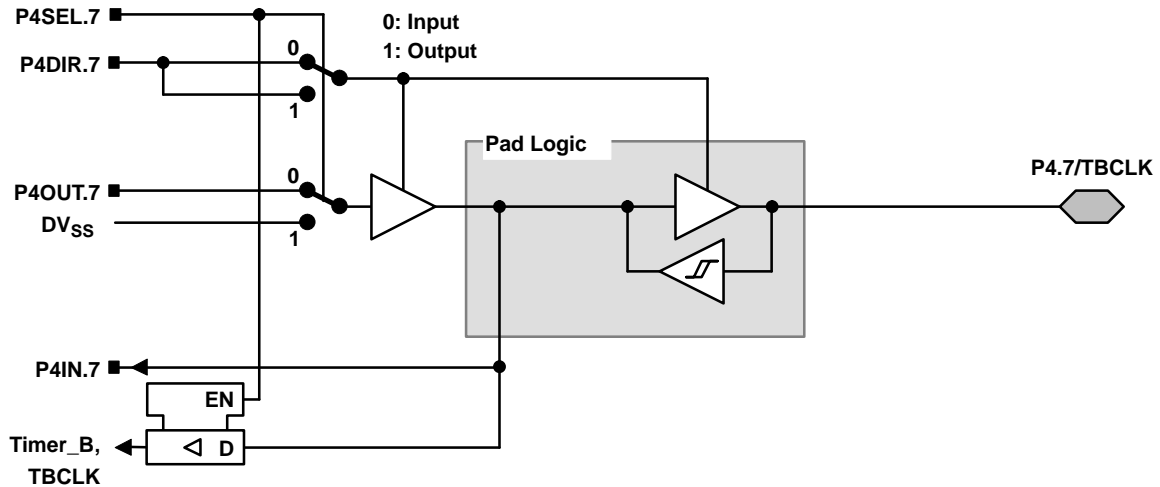 P4SEL.7
0: Input
1: Output
P4DIR.7
0
1
Pad Logic
P4.7/TBCLK
P4OUT.7
0
DVSS
1
P4IN.7
EN
Timer_B,
TBCLK
D